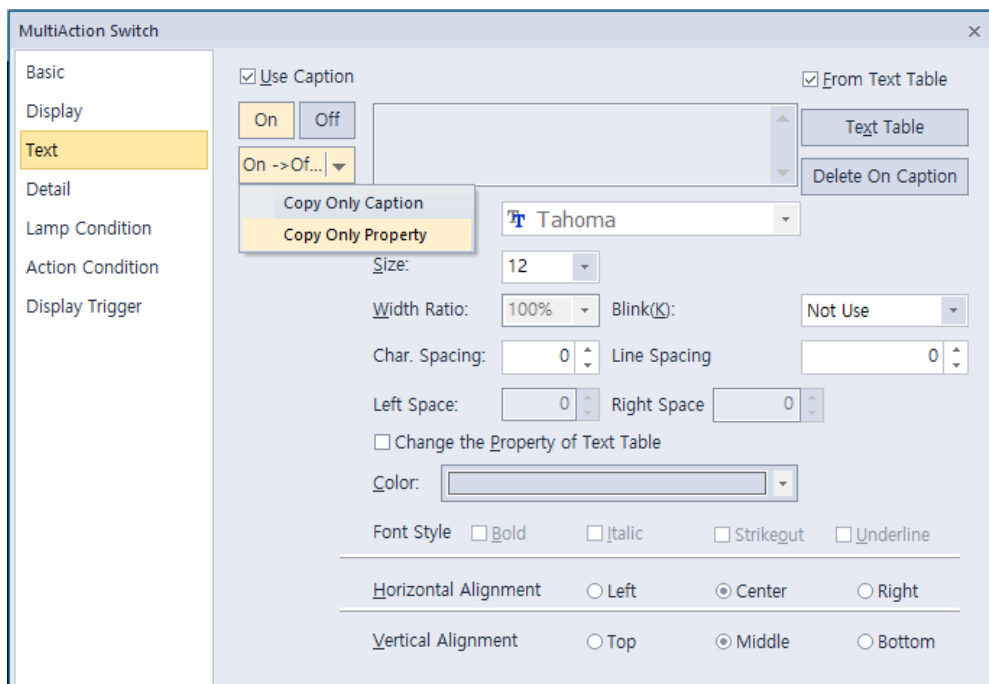 MultiAction Switch
Basic
Display
Text
Detail
Lamp Condition
Action Condition
Display Trigger
Use Caption
From Text Table
On
Off
Text Table
On ->Of...
Delete On Caption
Copy Only Caption
Copy Only Property
Tahoma
Size:
12
Width Ratio:
100%
Blink(K):
Not Use
Char. Spacing:
0
Line Spacing
0
Left Space:
0
Right Space
0
Change the Property of Text Table
Color:
Font Style
Bold
Italic
Strikeout
Underline
Horizontal Alignment
Left
Center
Right
Vertical Alignment
Top
Middle
Bottom